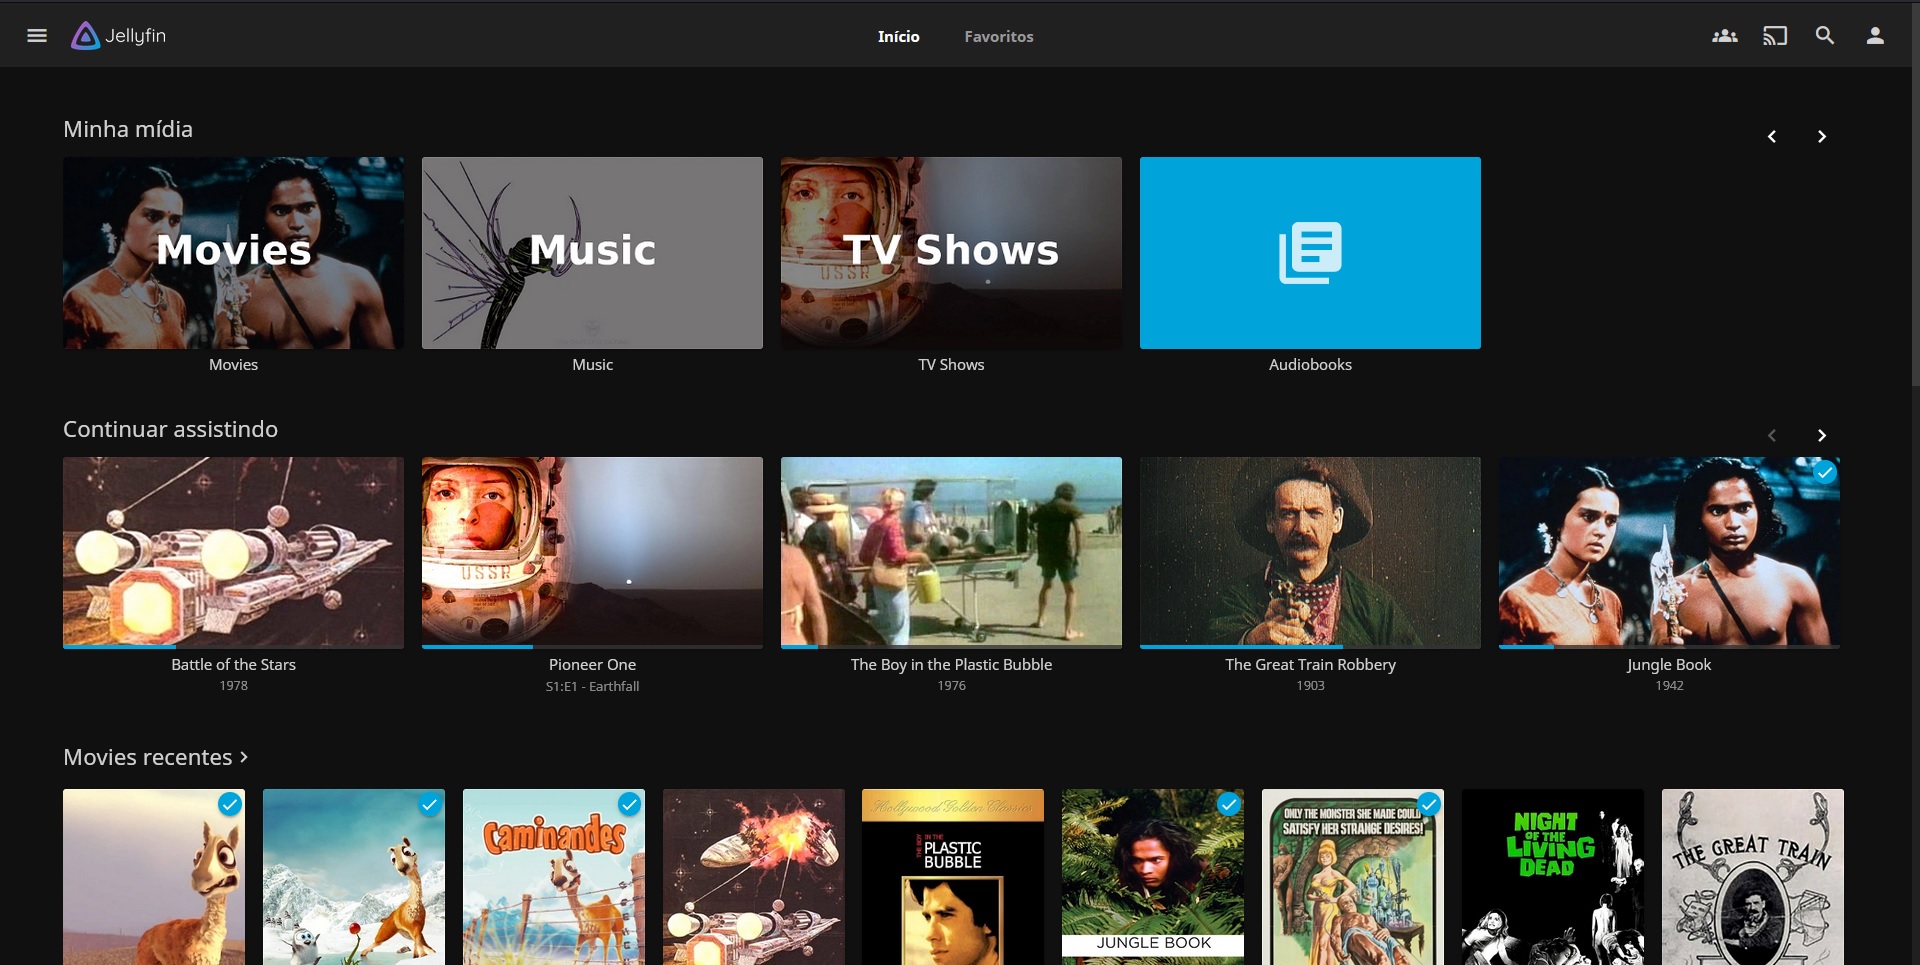 Jellyfin
Início
Favoritos
Minha mídia
Movies
Music
TV Shows
USSR
Movies
Music
TV Shows
Audiobooks
Continuar assistindo
USSR
Battle of the Stars
1978
Pioneer One
S1:E1 - Earthfall
The Boy in the Plastic Bubble
1976
The Great Train Robbery
1903
Jungle Book
1942
Movies recentes
Caminandes
Hollywood Golden Classics
THE BOY IN THE
PLASTIC
BUBBLE
JUNGLE BOOK
ONLY THE MONSTER SHE MADE COULD
SATISFY HER STRANGE DESIRES!
NIGHT
OF THE
LIVING
DEAD
THE GREAT TRAIN